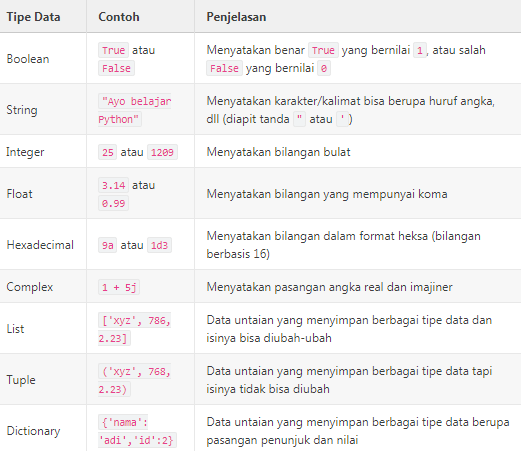 Tipe Data Contoh Penjelasan
Boolean
True atau
False
Menyatakan benar True yang bernilai 1 , atau salah
False yang bernilai 0
String
"Ayo belajar
Python"
Menyatakan karakter/kalimat bisa berupa huruf angka,
dll (diapit tanda " atau ' )
Integer
25 atau 1209
Menyatakan bilangan bulat
Float
3.14 atau
0.99
Menyatakan bilangan yang mempunyai koma
Hexadecimal
9a atau 1d3
Menyatakan bilangan dalam format heksa (bilangan
berbasis 16)
Complex
1 + 5j
Menyatakan pasangan angka real dan imajiner
List
['xyz', 786,
2.23]
Data untaian yang menyimpan berbagai tipe data dan
isinya bisa diubah-ubah
Tuple
('xyz', 768,
2.23)
Data untaian yang menyimpan berbagai tipe data tapi
isinya tidak bisa diubah
Dictionary
{'nama':
'adi','id':2}
Data untaian yang menyimpan berbagai tipe data berupa
pasangan penunjuk dan nilai